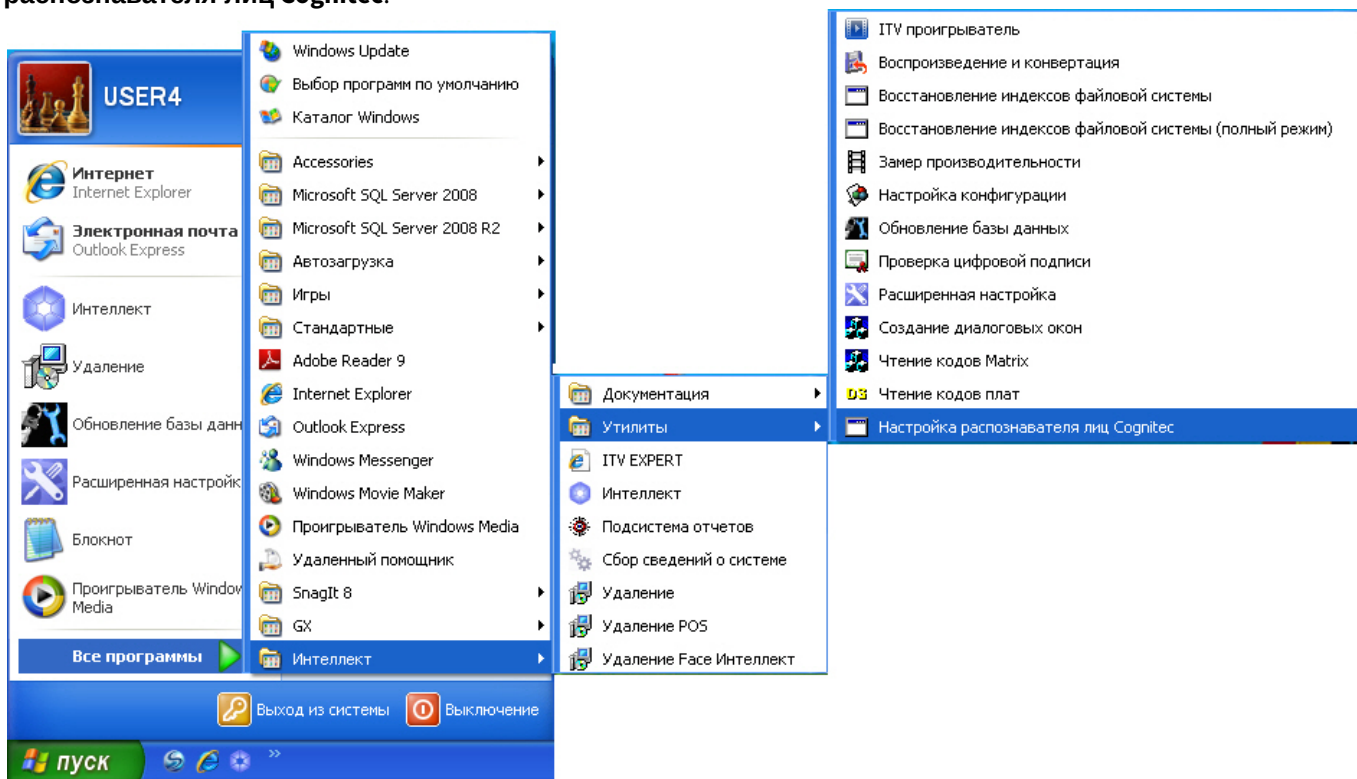 распознавателя лиц Cognitec.
USER4
Интернет
Internet Explorer
Электронная почта
Outlook Express
Интеллект
Удаление
Обновление базы данн
Расширенная настройк
Блокнот
Проигрыватель Window
Media
Все программы
Выход из системы
Выключение
пуск
»
Windows Update
Выбор программ по умолчанию
Каталог Windows
Accessories
Microsoft SQL Server 2008
Microsoft SQL Server 2008 R2
Автозагрузка
Игры
Стандартные
Adobe Reader 9
Internet Explorer
Outlook Express
Windows Messenger
Windows Movie Maker
Проигрыватель Windows Media
Удаленный помощник
SnagIt 8
GX
Интеллект
Документация
Утилиты
ITV EXPERT
Интеллект
Подсистема отчетов
Сбор сведений о системе
Удаление
Удаление POS
Удаление Face Интеллект
ITV проигрыватель
Воспроизведение и конвертация
Восстановление индексов файловой системы
Восстановление индексов файловой системы (полный режим)
Замер производительности
Настройка конфигурации
Обновление базы данных
Проверка цифровой подписи
Расширенная настройка
Создание диалоговых окон
Чтение кодов Matrix
Чтение кодов плат
Настройка распознавателя лиц Cognitec